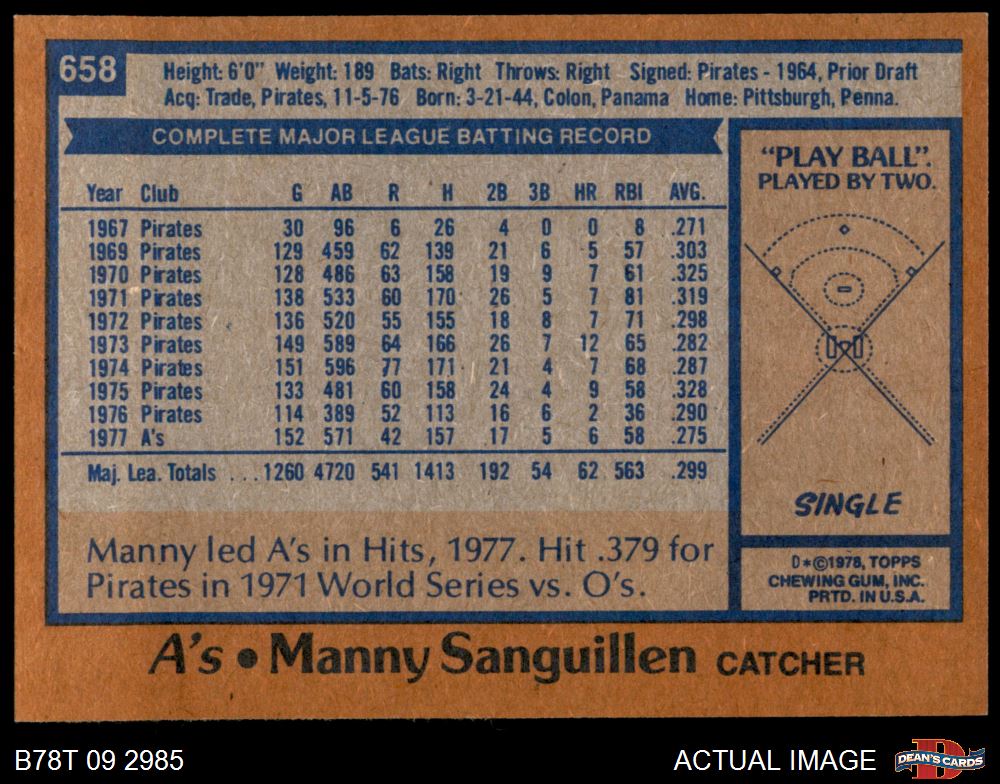 658
Height: 6'0" Weight: 189 Bats: Right Throws: Right Signed: Pirates - 1964, Prior Draft
Acq: Trade, Pirates, 11-5-76 Born: 3-21-44, Colon, Panama Home: Pittsburgh, Penna.
COMPLETE MAJOR LEAGUE BATTING RECORD
Year Club G AB R H 2B 3B HR RBI AVG.
1967 Pirates 30 96 6 26 4 0 0 8 .271
1969 Pirates 129 459 62 139 21 6 5 57 .303
1970 Pirates 128 486 63 158 19 9 7 61 .325
1971 Pirates 138 533 60 170 26 5 7 81 .319
1972 Pirates 136 520 55 155 18 8 7 71 .298
1973 Pirates 149 589 64 166 26 7 12 65 .282
1974 Pirates 151 596 77 171 21 4 7 68 .287
1975 Pirates 133 481 60 158 24 4 9 58 .328
1976 Pirates 114 389 52 113 16 6 2 36 .290
1977 A's 152 571 42 157 17 5 6 58 .275
Maj. Lea. Totals ...1260 4720 541 1413 192 54 62 563 .299
Manny led A's in Hits, 1977. Hit .379 for
Pirates in 1971 World Series vs. O's.
"PLAY BALL".
PLAYED BY TWO.
SINGLE
D*©1978, TOPPS
CHEWING GUM, INC.
PRTD. IN U.S.A.
A's • Manny Sanguillen CATCHER
B78T 09 2985
ACTUAL IMAGE
D
DEAN'S CARDS